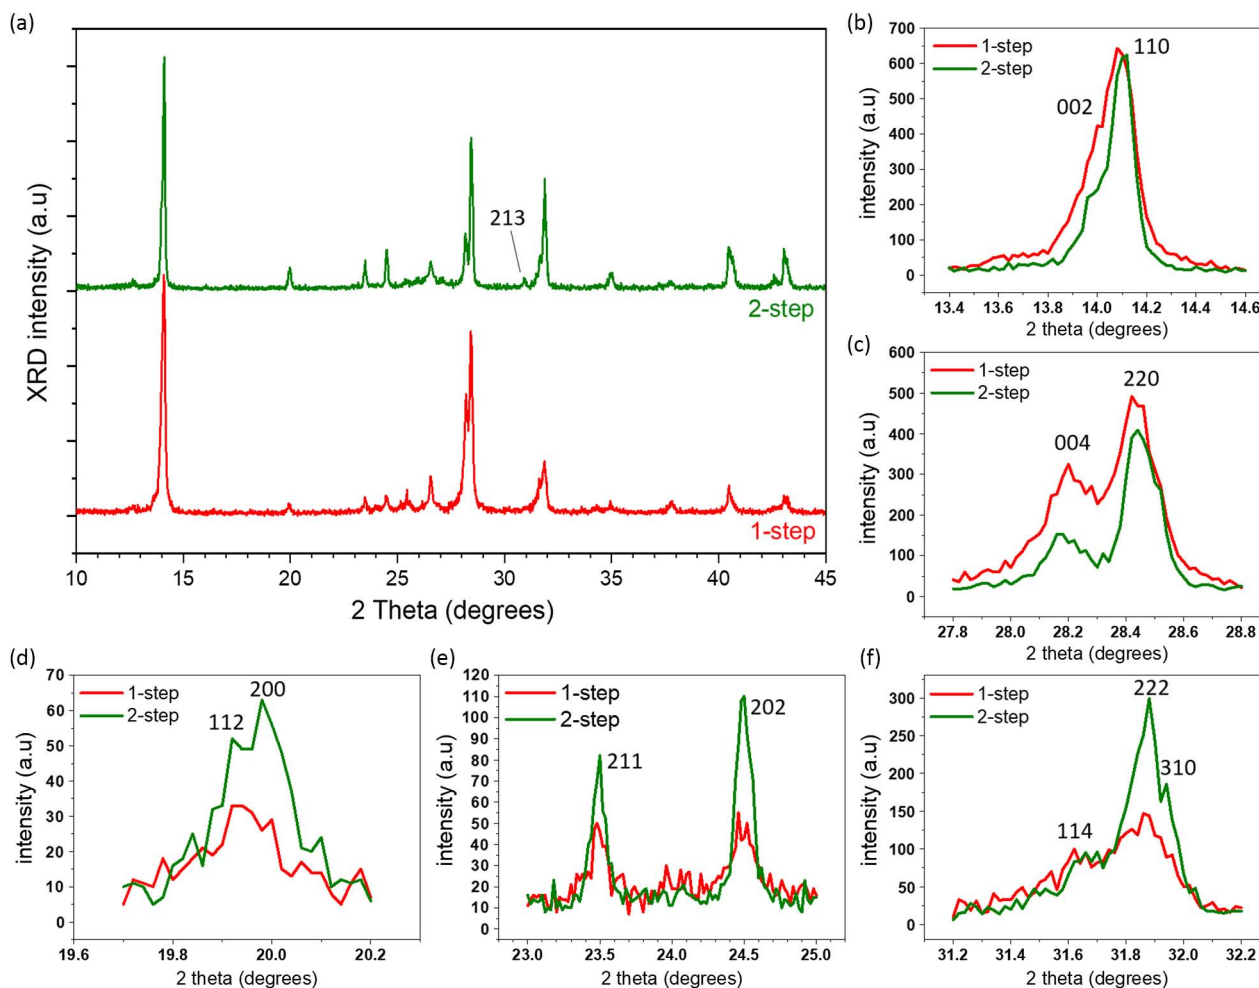 (a)
XRD intensity (a.u)
213
2-step
1-step
10 15 20 25 30 35 40 45
2 Theta (degrees)
(b)
1-step
2-step
110
002
intensity (a.u)
700
600
500
400
300
200
100
0
13.4 13.6 13.8 14.0 14.2 14.4 14.6
2 theta (degrees)
(c)
1-step
2-step
220
004
intensity (a.u)
600
500
400
300
200
100
0
27.8 28.0 28.2 28.4 28.6 28.8
2 theta (degrees)
(d)
1-step
2-step
200
112
intensity (a.u)
70
60
50
40
30
20
10
0
19.6 19.8 20.0 20.2
2 theta (degrees)
(e)
1-step
2-step
202
211
intensity (a.u)
120
110
100
90
80
70
60
50
40
30
20
10
0
23.0 23.5 24.0 24.5 25.0
2 theta (degrees)
(f)
1-step
2-step
222
310
114
intensity (a.u)
300
250
200
150
100
50
0
31.2 31.4 31.6 31.8 32.0 32.2
2 theta (degrees)